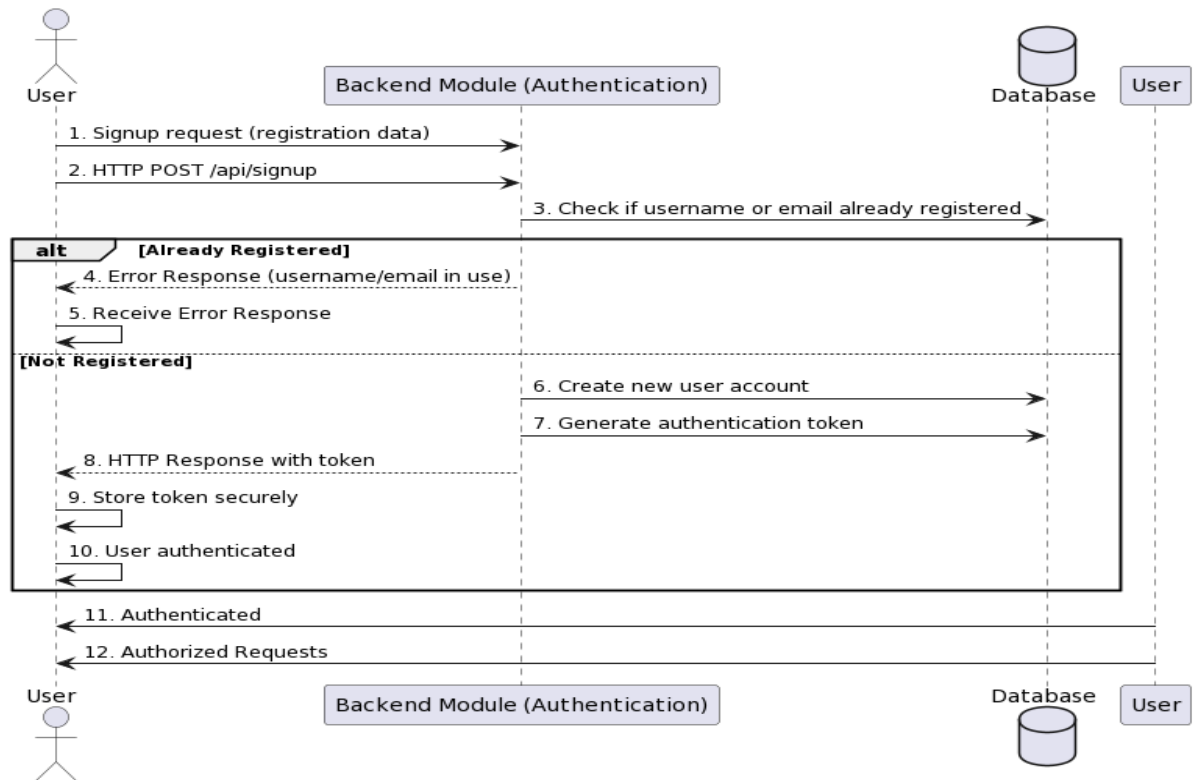 User
Backend Module (Authentication)
Database
User
1. Signup request (registration data)
2. HTTP POST /api/signup
3. Check if username or email already registered
alt
[Already Registered]
4. Error Response (username/email in use)
5. Receive Error Response
[Not Registered]
6. Create new user account
7. Generate authentication token
8. HTTP Response with token
9. Store token securely
10. User authenticated
11. Authenticated
12. Authorized Requests
User
Backend Module (Authentication)
Database
User